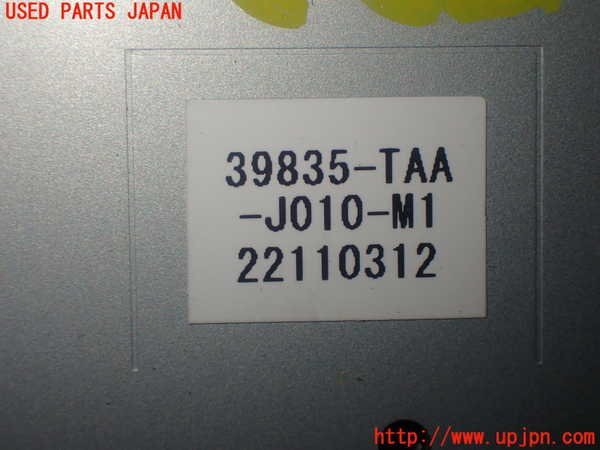 USED PARTS JAPAN
39835-TAA
-J010-M1
22110312
http://www.upjpn.com